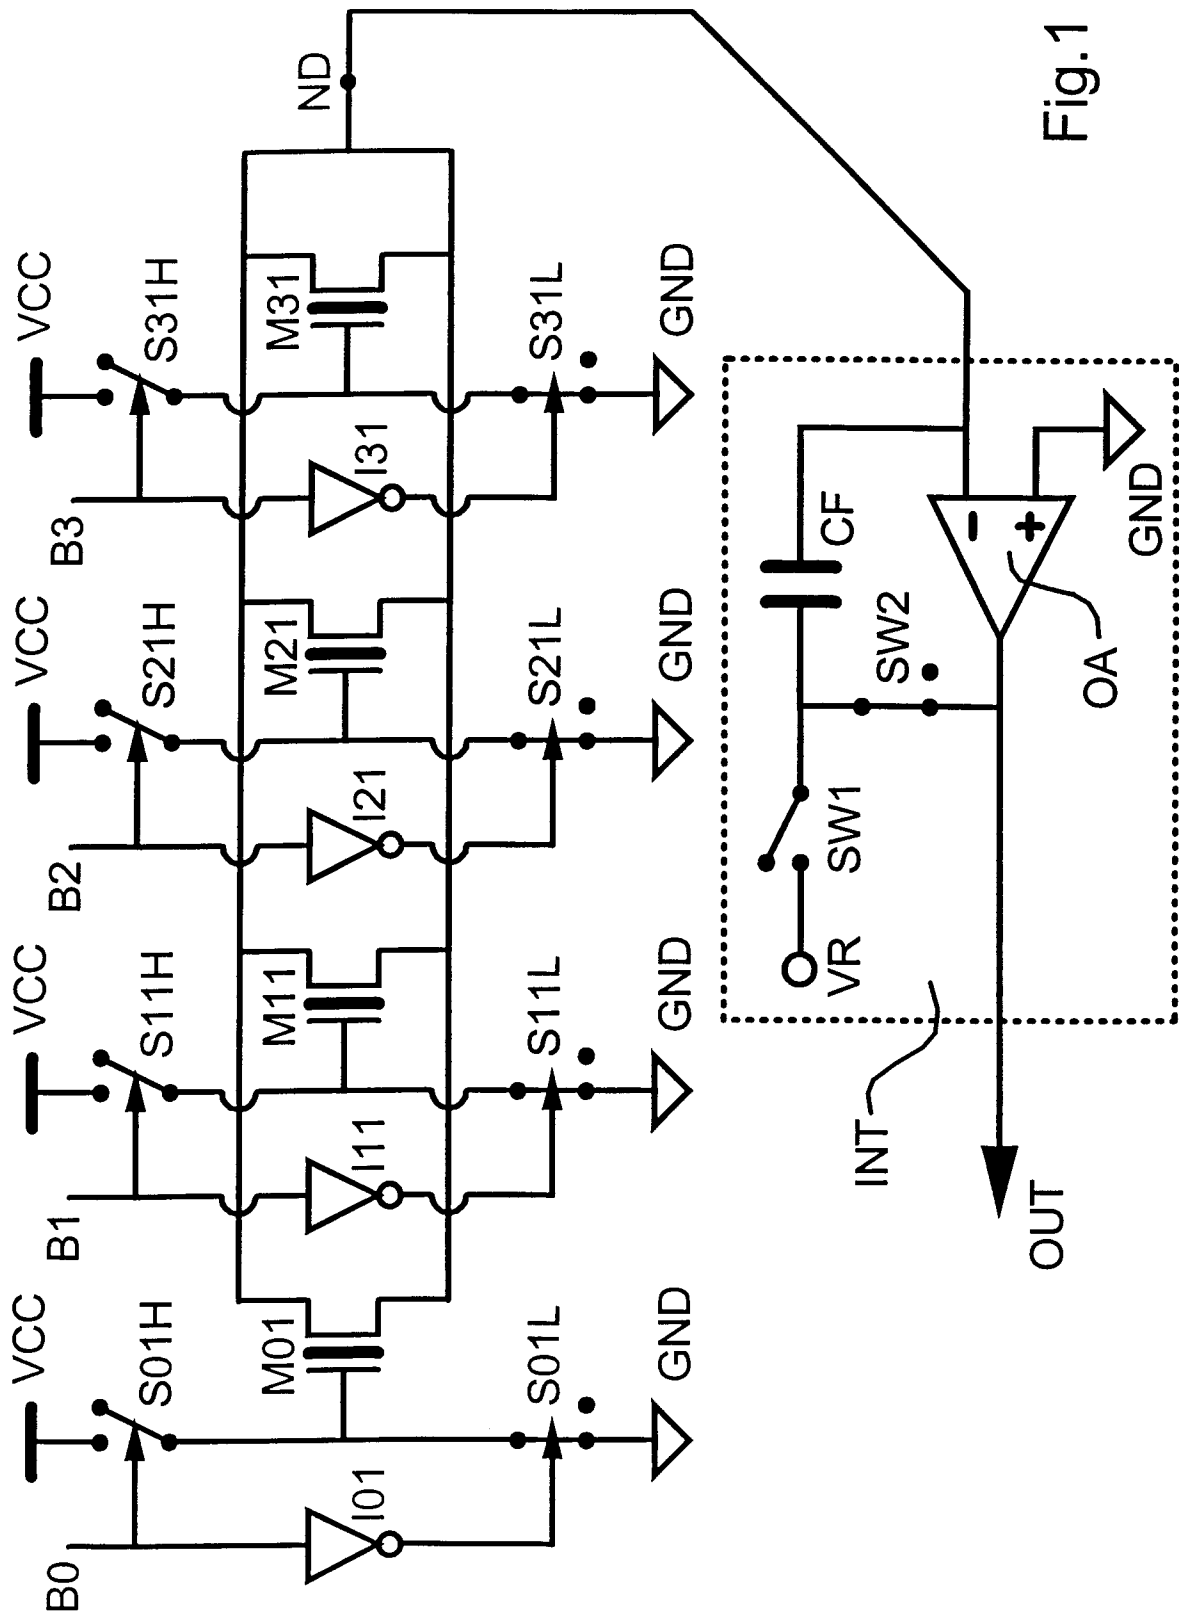 VCC VCC VCC VCC
S01H S11H S21H S31H
B0 B1 B2 B3
ND
M01 M11 M21 M31
I01 I11 I21 I31
S01L S11L S21L S31L
GND GND GND GND
VR SW1 CF
SW2
INT
− +
OA
OUT
GND
Fig.1